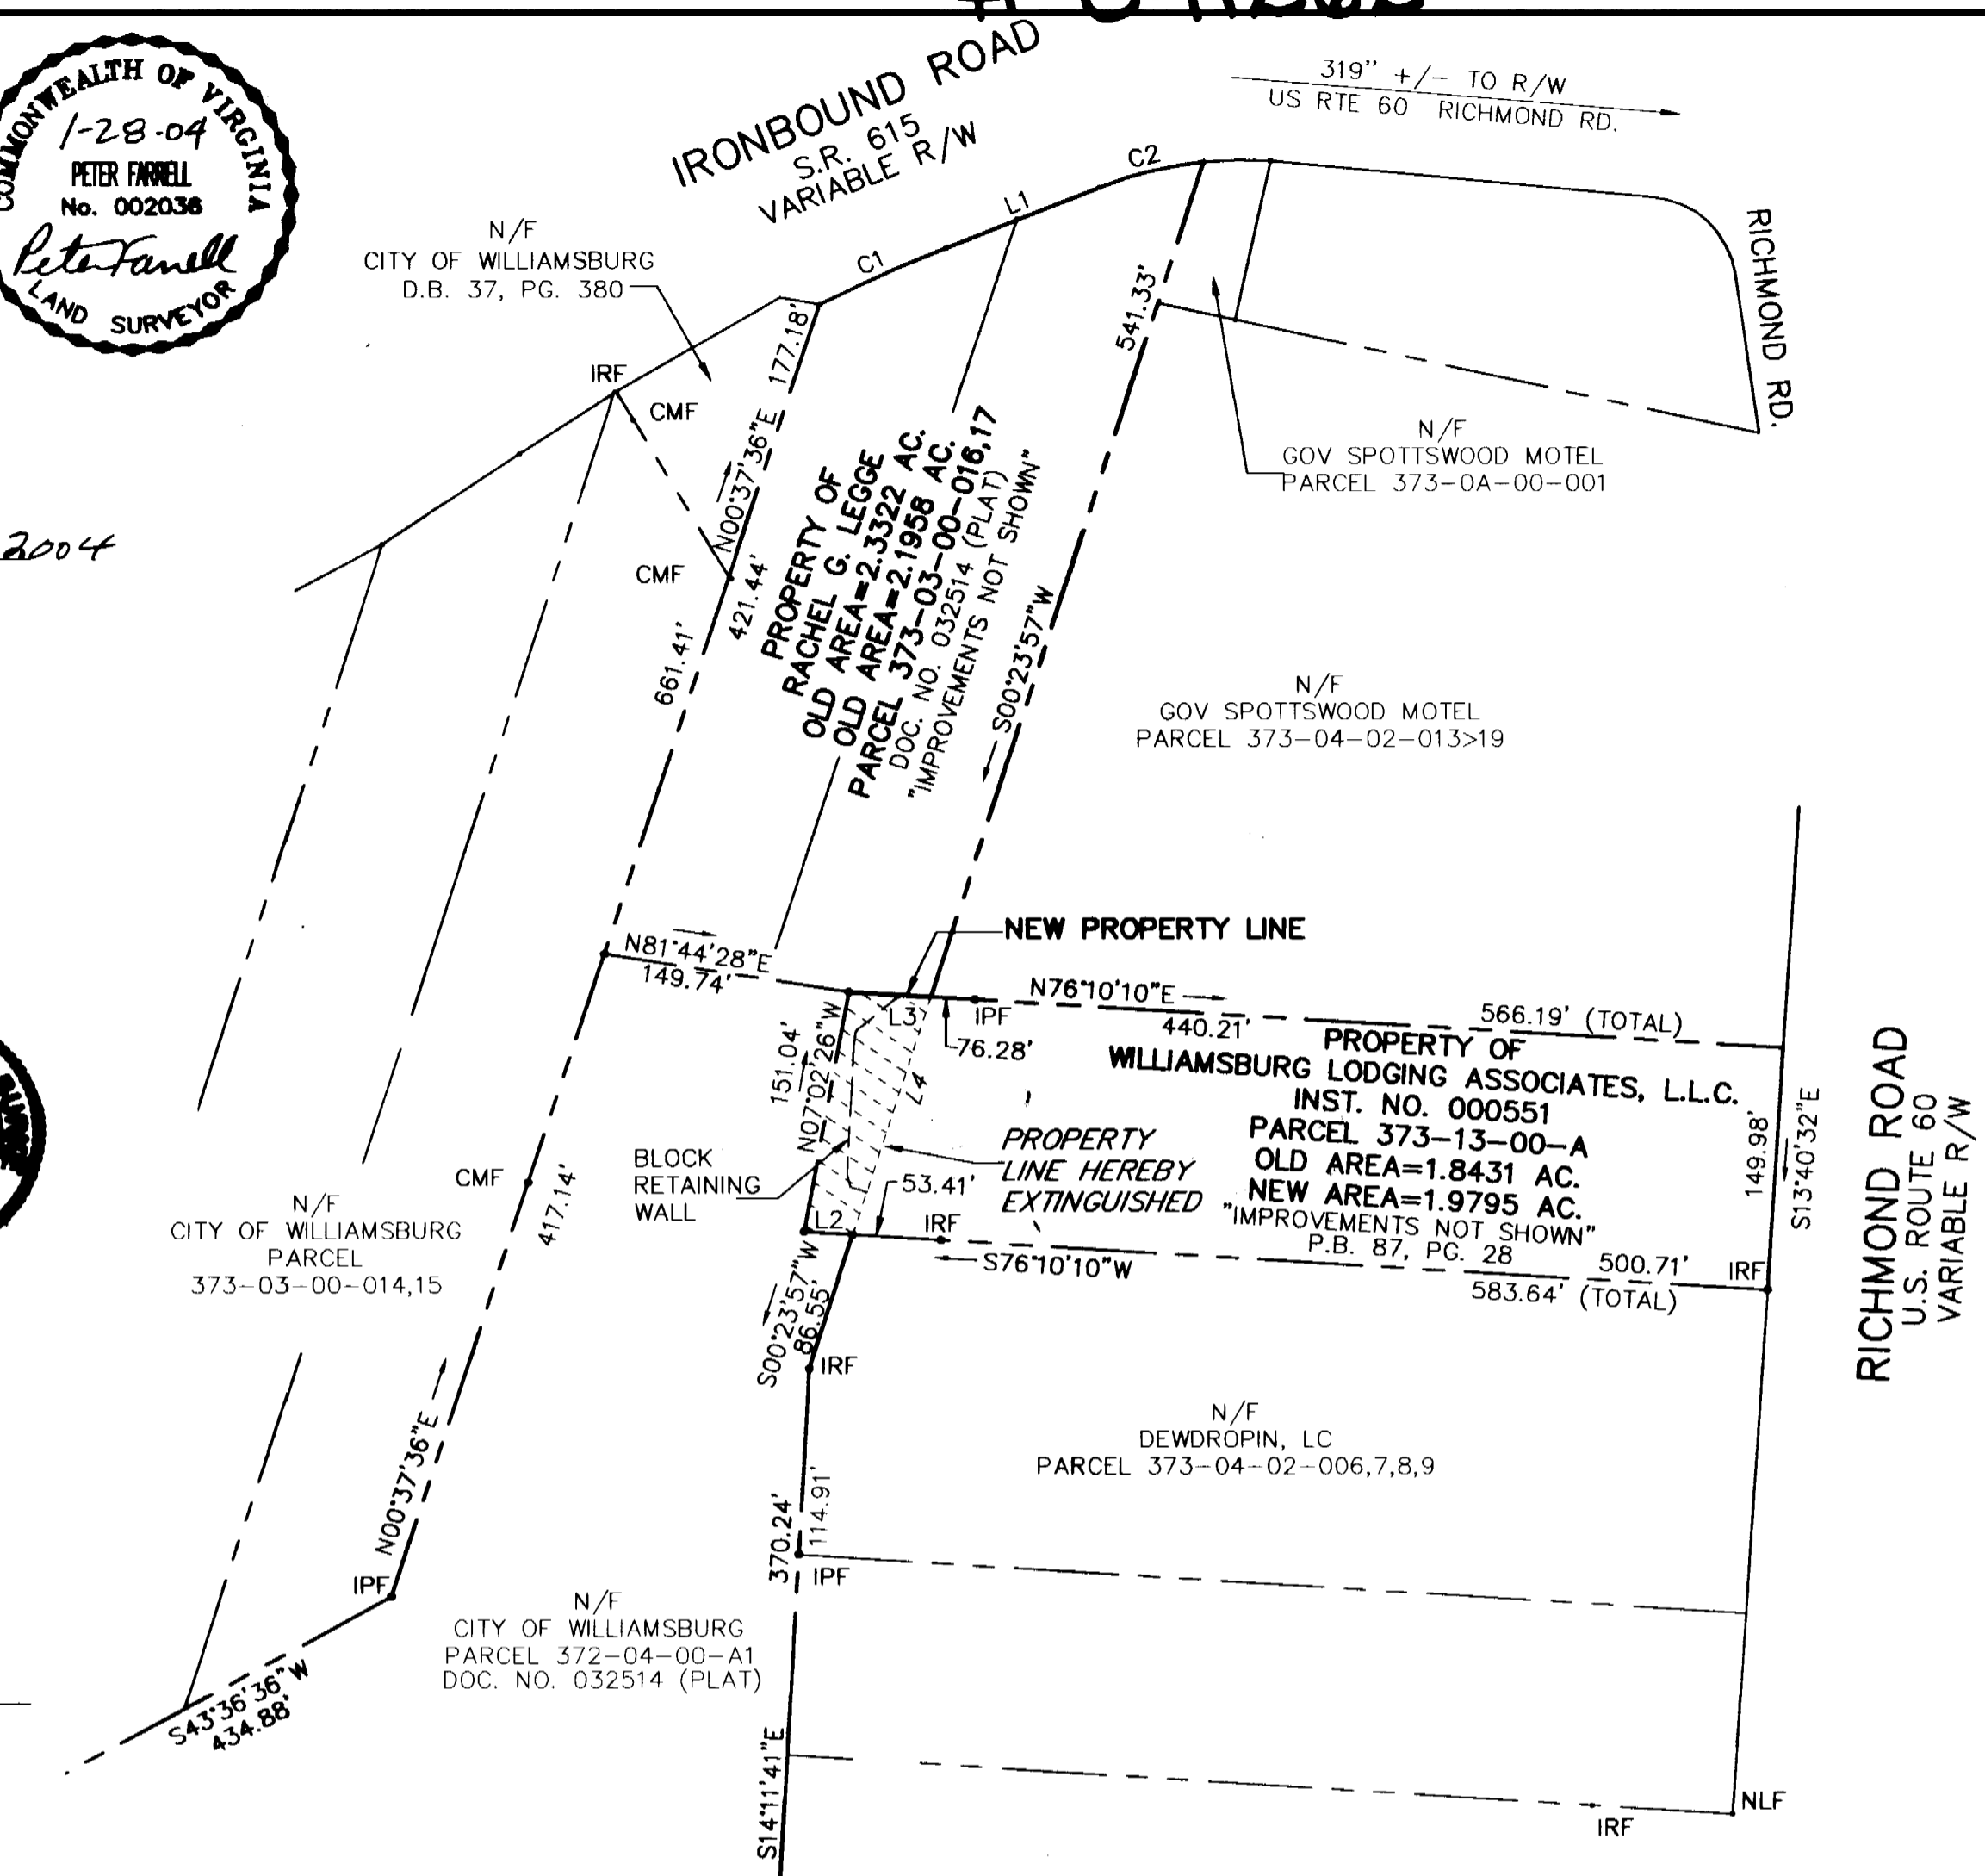 COMMONWEALTH OF VIRGINIA
1-28-04
PETER FARRELL
No. 002036
Peter Farrell
LAND SURVEYOR
IRONBOUND ROAD
S.R. 615
VARIABLE R/W
319" +/- TO R/W
US RTE 60 RICHMOND RD.
N/F
CITY OF WILLIAMSBURG
D.B. 37, PG. 380
C1
L1
C2
RICHMOND RD.
IRF
CMF
CMF
177.18'
N00°37'36"E
421.44'
661.41'
541.33'
S00°23'57"W
2004
PROPERTY OF
RACHEL G. LEGGE
OLD AREA=2.3322 AC.
OLD AREA=2.1958 AC.
PARCEL 373-03-00-016,17
DOC. NO. 032514 (PLAT)
"IMPROVEMENTS NOT SHOWN"
N/F
GOV SPOTTSWOOD MOTEL
PARCEL 373-0A-00-001
N/F
GOV SPOTTSWOOD MOTEL
PARCEL 373-04-02-013>19
NEW PROPERTY LINE
N81°44'28"E
149.74'
L3
IPF
76.28'
N76°10'10"E
440.21'
566.19' (TOTAL)
PROPERTY OF
WILLIAMSBURG LODGING ASSOCIATES, L.L.C.
INST. NO. 000551
PARCEL 373-13-00-A
OLD AREA=1.8431 AC.
NEW AREA=1.9795 AC.
"IMPROVEMENTS NOT SHOWN"
P.B. 87, PG. 28
151.04'
N07°02'26"W
L4
PROPERTY
LINE HEREBY
EXTINGUISHED
BLOCK
RETAINING
WALL
53.41'
L2
IRF
S76°10'10"W
500.71'
583.64' (TOTAL)
IRF
149.98'
S13°40'32"E
RICHMOND ROAD
U.S. ROUTE 60
VARIABLE R/W
CMF
417.14'
N/F
CITY OF WILLIAMSBURG
PARCEL
373-03-00-014,15
S00°23'57"W
86.55'
IRF
N/F
DEWDROPIN, LC
PARCEL 373-04-02-006,7,8,9
N00°37'36"E
IPF
370.24'
114.91'
IPF
N/F
CITY OF WILLIAMSBURG
PARCEL 372-04-00-A1
DOC. NO. 032514 (PLAT)
S43°36'36"W
434.88'
S14°11'41"E
NLF
IRF